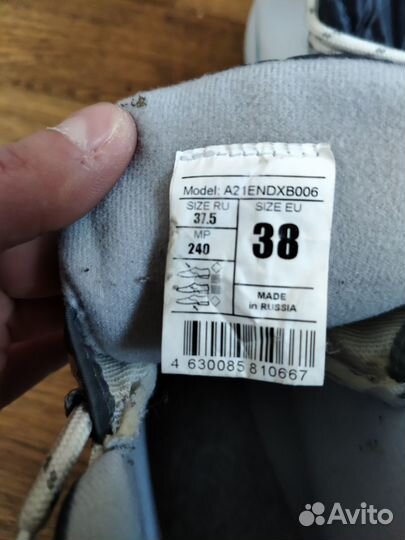 Model: A21ENDXB006
SIZE RU
37.5
MP
240
SIZE EU
38
MADE
in RUSSIA
4 630085 810667
Avito